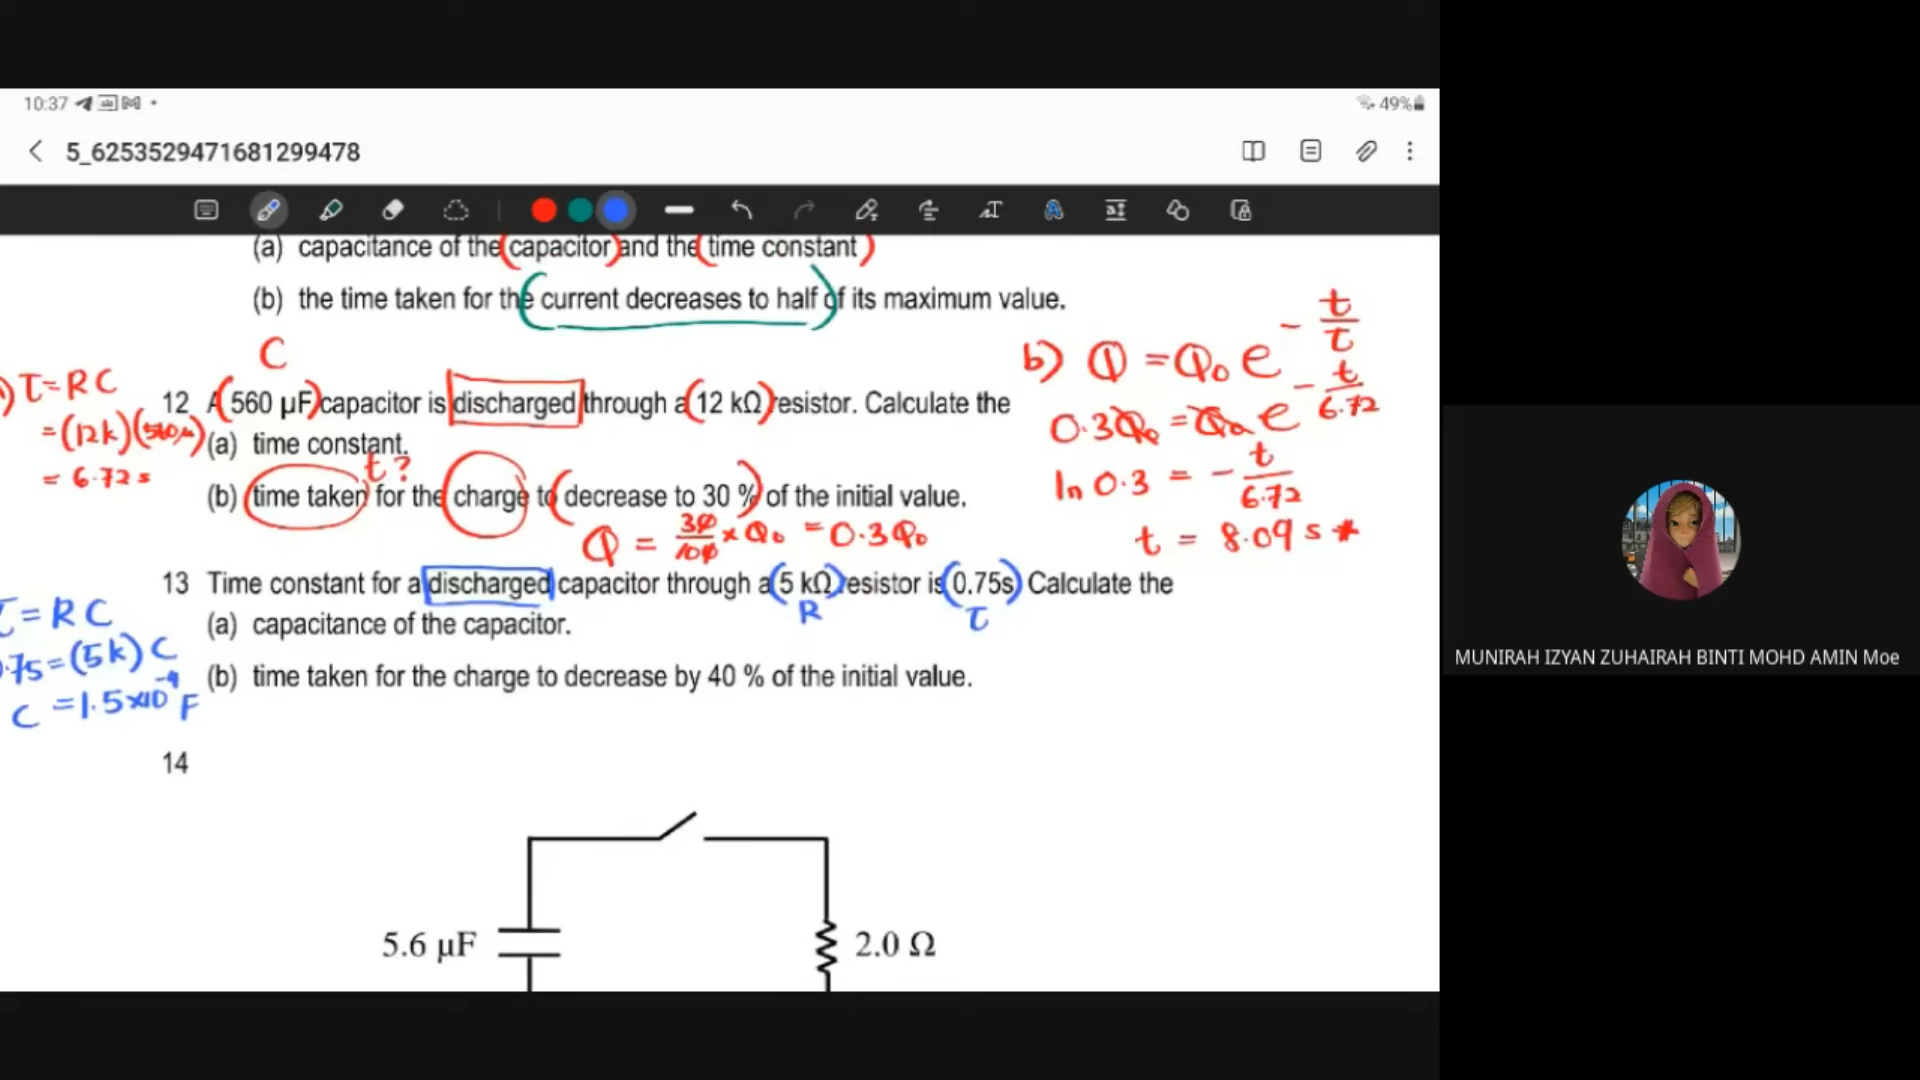 10:37
49%
5_6253529471681299478
(a) capacitance of the (capacitor) and the (time constant)
(b) the time taken for the (current decreases to half) of its maximum value.
C
τ = RC
= (12k)(560μ)
= 6.72 s
12 A (560 μF) capacitor is discharged through a (12 kΩ) resistor. Calculate the
(a) time constant.
t?
(b) time taken for the charge to (decrease to 30 %) of the initial value.
Q = 30/100 × Q₀ = 0.3Q₀
b) Q = Q₀ e^(-t/τ)
0.3Q₀ = Q₀ e^(-t/6.72)
ln 0.3 = - t/6.72
t = 8.09 s *
13 Time constant for a discharged capacitor through a (5 kΩ) resistor is (0.75s) Calculate the
R
τ
(a) capacitance of the capacitor.
(b) time taken for the charge to decrease by 40 % of the initial value.
τ = RC
.75 = (5k) C
C = 1.5×10⁻⁴ F
14
5.6 μF
2.0 Ω
MUNIRAH IZYAN ZUHAIRAH BINTI MOHD AMIN Moe